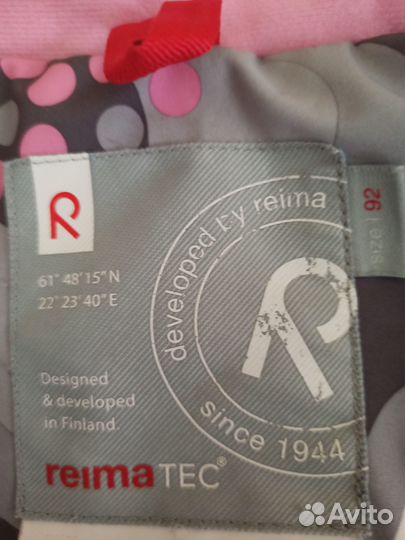 61° 48' 15" N
22° 23' 40" E
Designed
& developed
in Finland.
reimaTEC®
developed by reima
since 1944
size 92
Avito